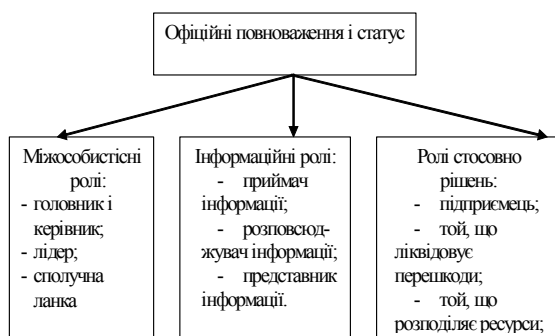 Офіційні повноваження і статус
Міжособистісні
ролі:
- головник і
керівник;
- лідер;
- сполучна
ланка
Інформаційні ролі:
- приймач
інформації;
- розповсюд-
жувач інформації;
- представник
інформації.
Ролі стосовно
рішень:
- підприємець;
- той, що
ліквідовує
перешкоди;
- той, що
розподіляє ресурси;